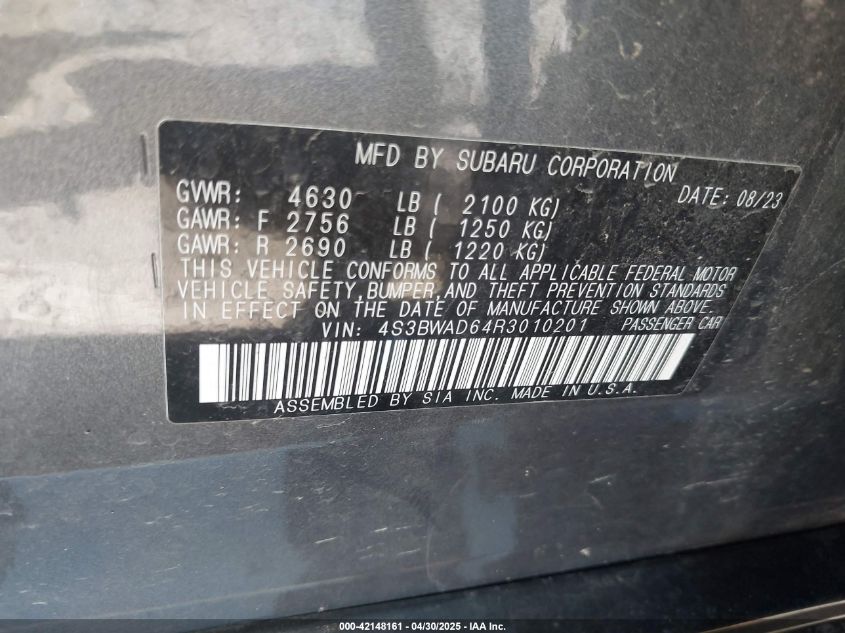 MFD BY SUBARU CORPORATION
GVWR: 4630 LB ( 2100 KG) DATE: 08/23
GAWR: F 2756 LB ( 1250 KG)
GAWR: R 2690 LB ( 1220 KG)
THIS VEHICLE CONFORMS TO ALL APPLICABLE FEDERAL MOTOR
VEHICLE SAFETY, BUMPER, AND THEFT PREVENTION STANDARDS
IN EFFECT ON THE DATE OF MANUFACTURE SHOWN ABOVE.
VIN: 4S3BWAD64R3010201 PASSENGER CAR
ASSEMBLED BY SIA INC. MADE IN U.S.A.
000-42148161 | 04/30/2025 - IAA Inc.